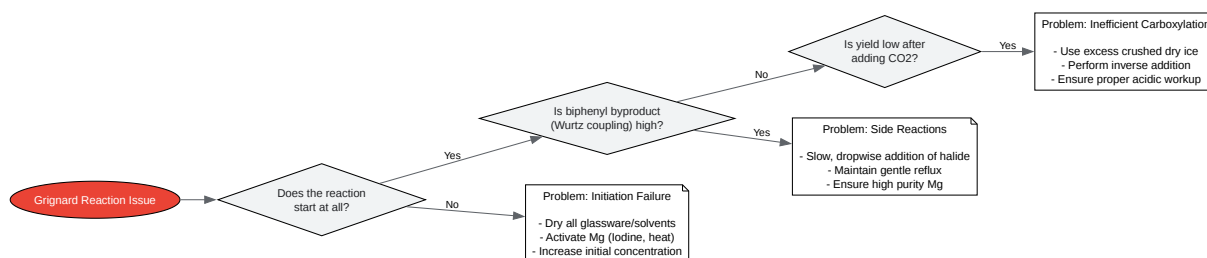 Grignard Reaction Issue
Does the reaction
start at all?
Yes
No
Is biphenyl byproduct
(Wurtz coupling) high?
No
Yes
Problem: Initiation Failure
- Dry all glassware/solvents
- Activate Mg (Iodine, heat)
- Increase initial concentration
Is yield low after
adding CO2?
Yes
Problem: Side Reactions
- Slow, dropwise addition of halide
- Maintain gentle reflux
- Ensure high purity Mg
Problem: Inefficient Carboxylation
- Use excess crushed dry ice
- Perform inverse addition
- Ensure proper acidic workup